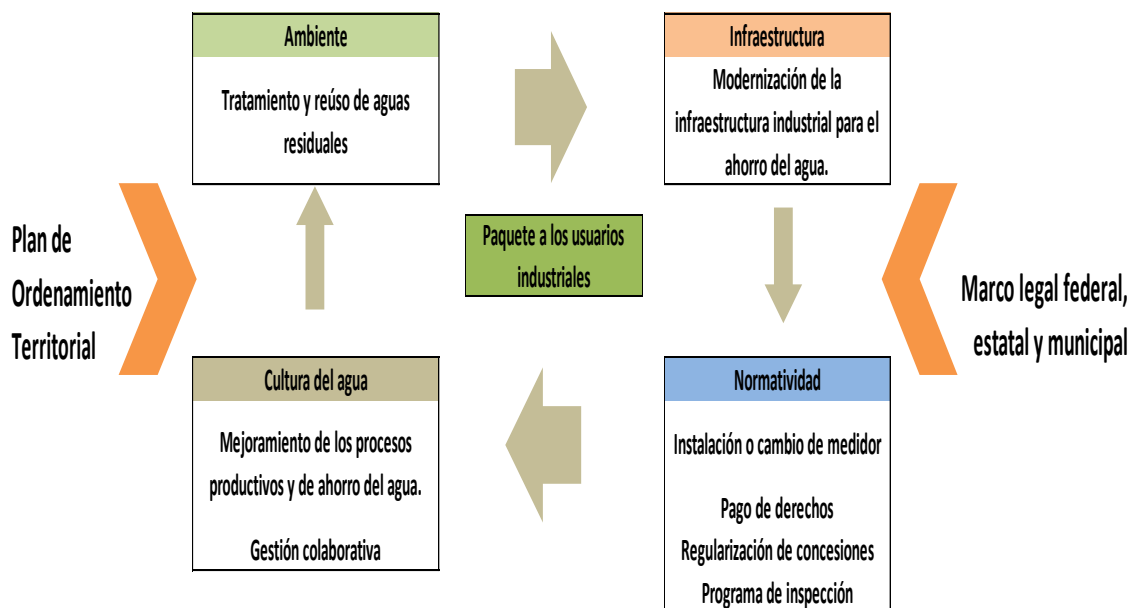 Ambiente
Tratamiento y reúso de aguas
residuales
Infraestructura
Modernización de la
infraestructura industrial para el
ahorro del agua.
Plan de
Ordenamiento
Territorial
Paquete a los usuarios
industriales
Marco legal federal,
estatal y municipal
Cultura del agua
Mejoramiento de los procesos
productivos y de ahorro del agua.
Gestión colaborativa
Normatividad
Instalación o cambio de medidor
Pago de derechos
Regularización de concesiones
Programa de inspección